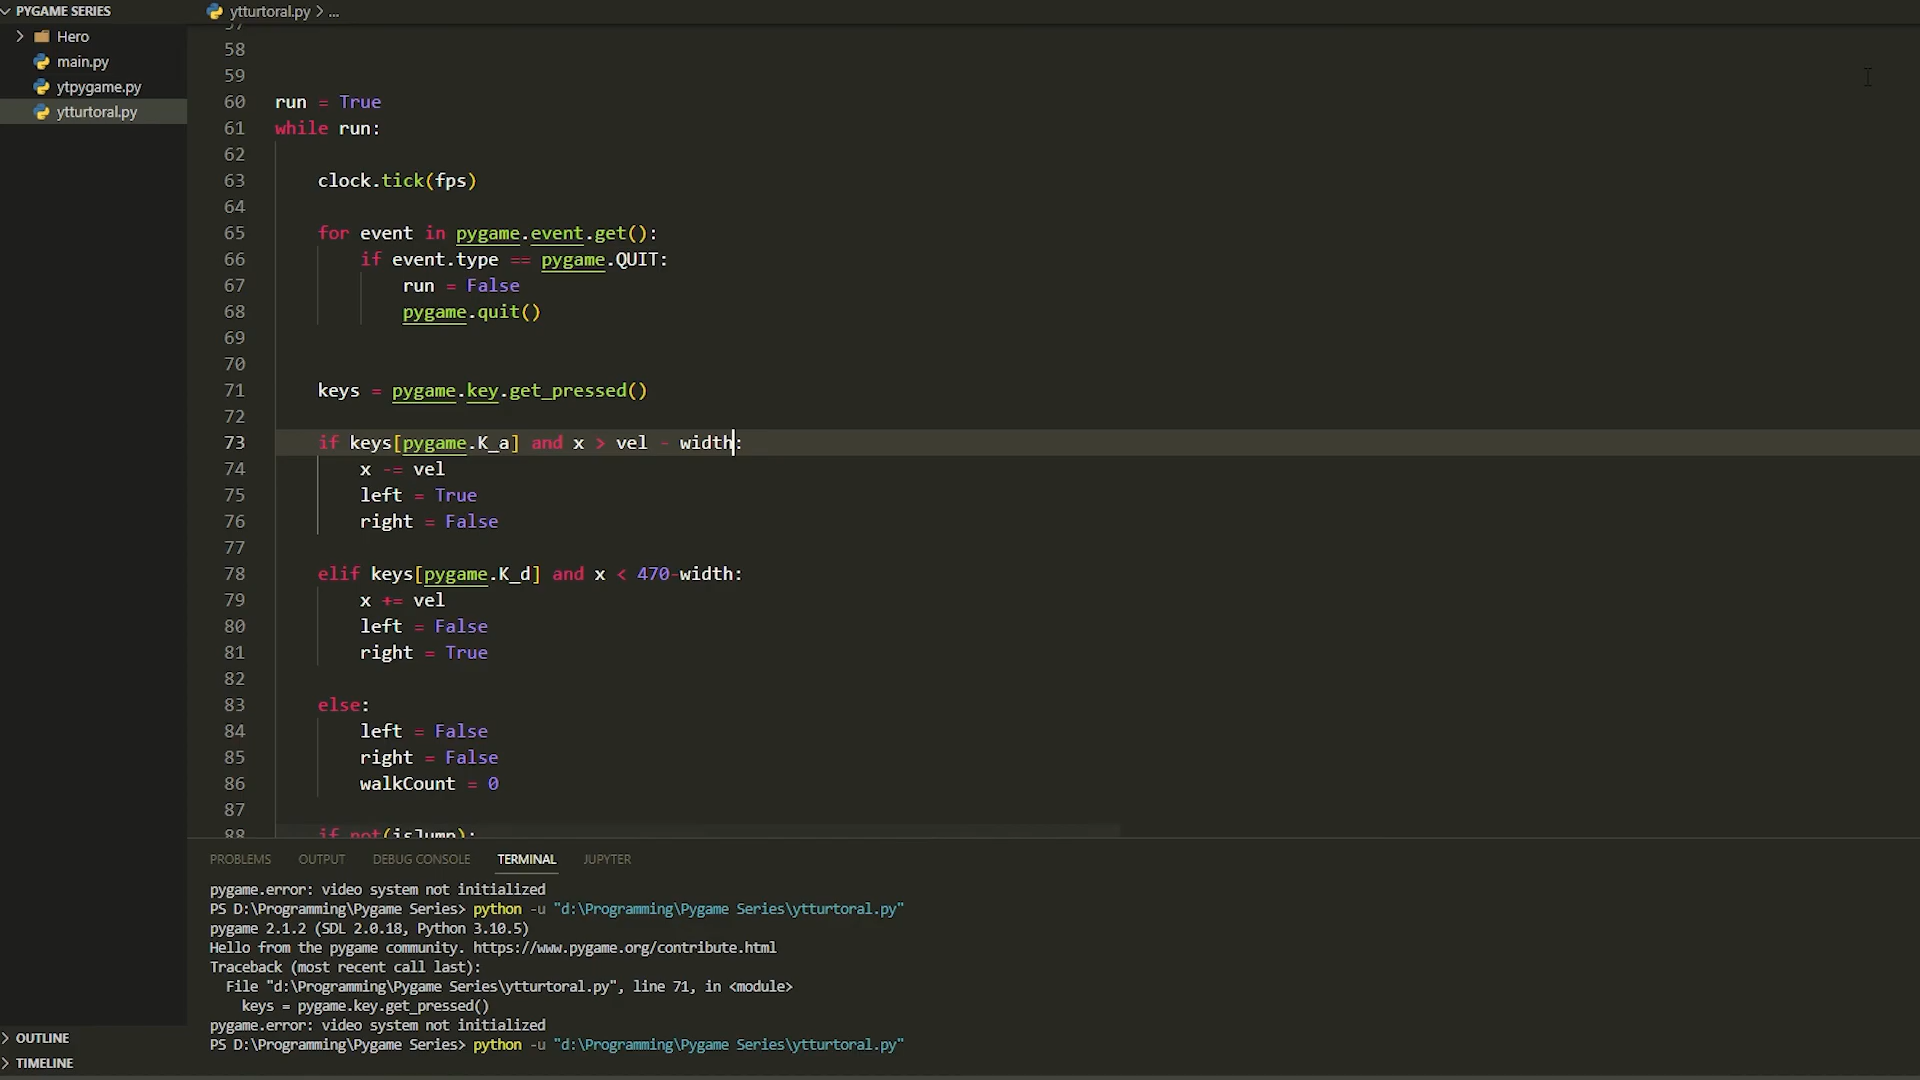 PYGAME SERIES
Hero
main.py
ytpygame.py
ytturtoral.py
OUTLINE
TIMELINE
ytturtoral.py > ...
57
58
59
60 run = True
61 while run:
62
63 clock.tick(fps)
64
65 for event in pygame.event.get():
66 if event.type == pygame.QUIT:
67 run = False
68 pygame.quit()
69
70
71 keys = pygame.key.get_pressed()
72
73 if keys[pygame.K_a] and x > vel - width:
74 x -= vel
75 left = True
76 right = False
77
78 elif keys[pygame.K_d] and x < 470-width:
79 x += vel
80 left = False
81 right = True
82
83 else:
84 left = False
85 right = False
86 walkCount = 0
87
88 if not(isJump):
PROBLEMS OUTPUT DEBUG CONSOLE TERMINAL JUPYTER
pygame.error: video system not initialized
PS D:\Programming\Pygame Series> python -u "d:\Programming\Pygame Series\ytturtoral.py"
pygame 2.1.2 (SDL 2.0.18, Python 3.10.5)
Hello from the pygame community. https://www.pygame.org/contribute.html
Traceback (most recent call last):
File "d:\Programming\Pygame Series\ytturtoral.py", line 71, in <module>
keys = pygame.key.get_pressed()
pygame.error: video system not initialized
PS D:\Programming\Pygame Series> python -u "d:\Programming\Pygame Series\ytturtoral.py"